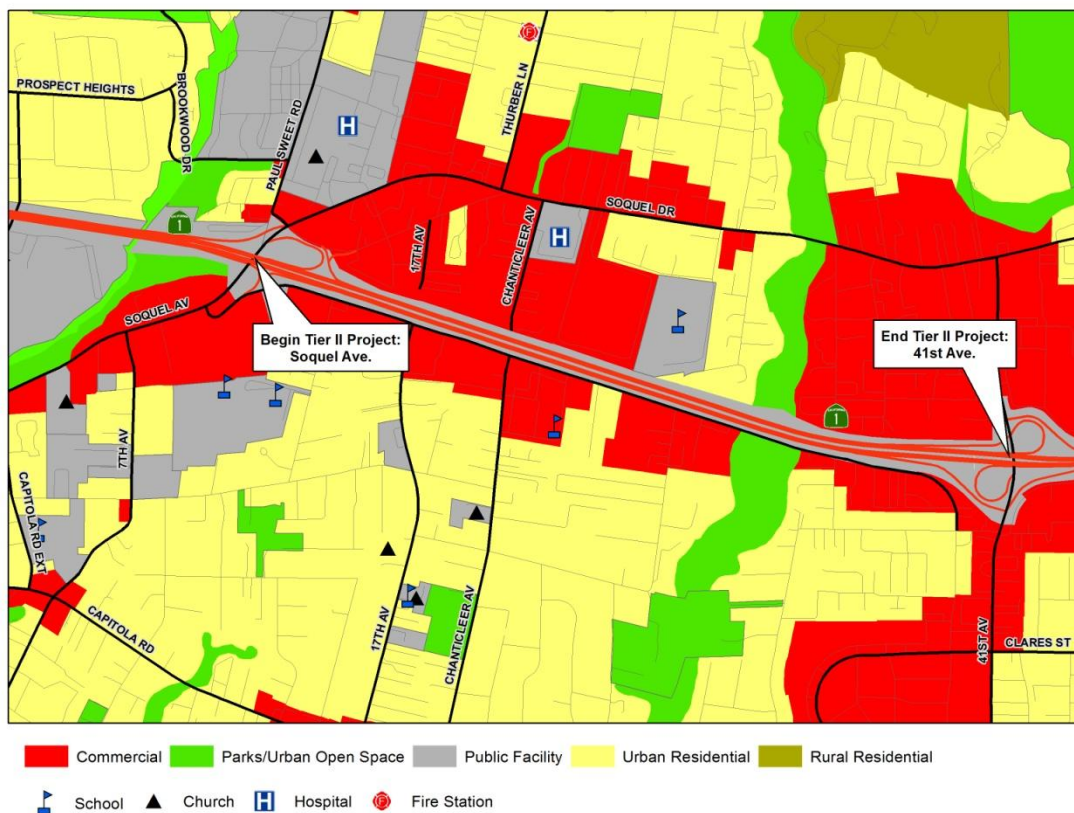 PROSPECT HEIGHTS
BROOKWOOD DR
PAUL SWEET RD
THURBER LN
H
F
CALIFORNIA
1
SOQUEL DR
17TH AV
CHANTICLEER AV
H
SOQUEL AV
Begin Tier II Project:
Soquel Ave.
End Tier II Project:
41st Ave.
CALIFORNIA
1
7TH AV
CAPITOLA RD EXT
CAPITOLA RD
17TH AV
CHANTICLEER AV
41ST AV
CLARES ST
Commercial
Parks/Urban Open Space
Public Facility
Urban Residential
Rural Residential
School
Church
H
Hospital
F
Fire Station